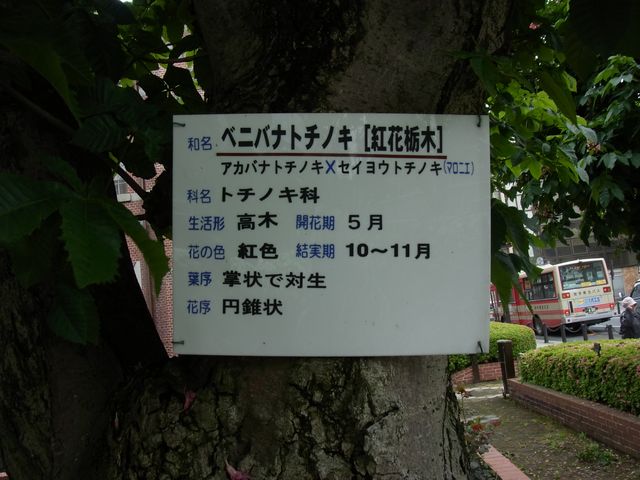 和名 ベニバナトチノキ [紅花栃木]
アカバナトチノキ×セイヨウトチノキ(マロニエ)
科名 トチノキ科
生活形 高木 開花期 5月
花の色 紅色 結実期 10～11月
葉序 掌状で対生
花序 円錐状